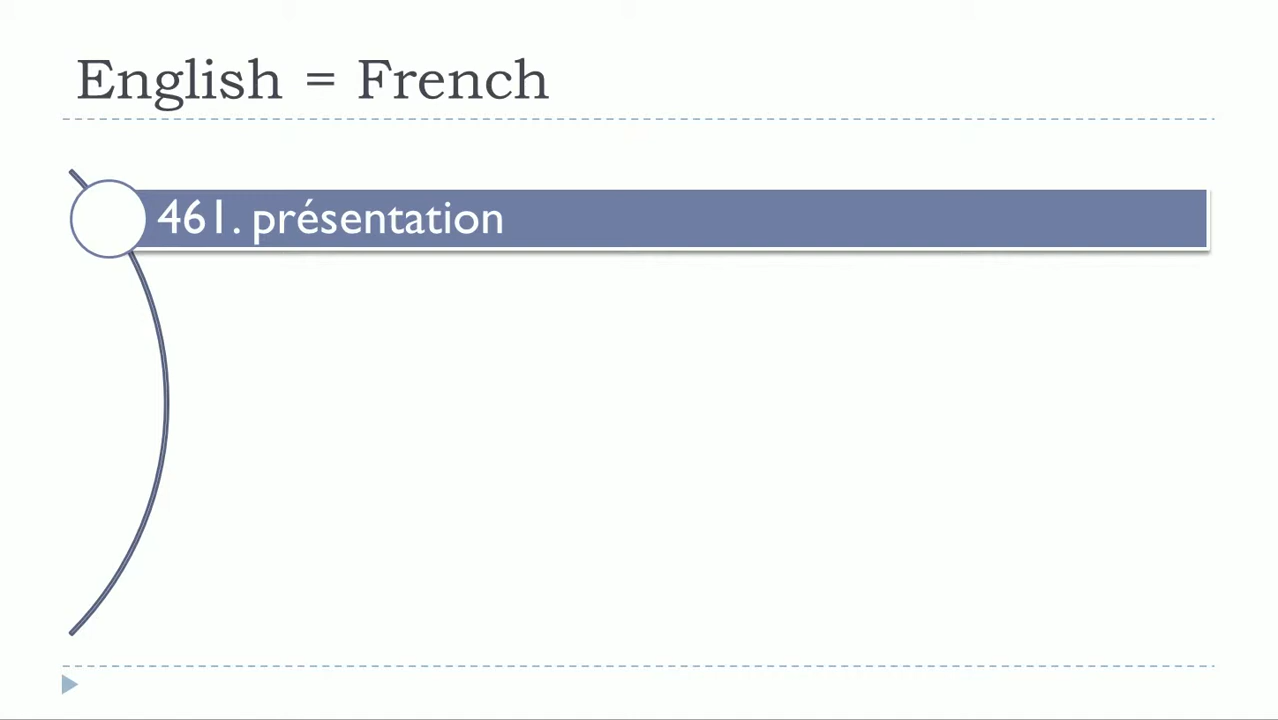 English = French
461. présentation